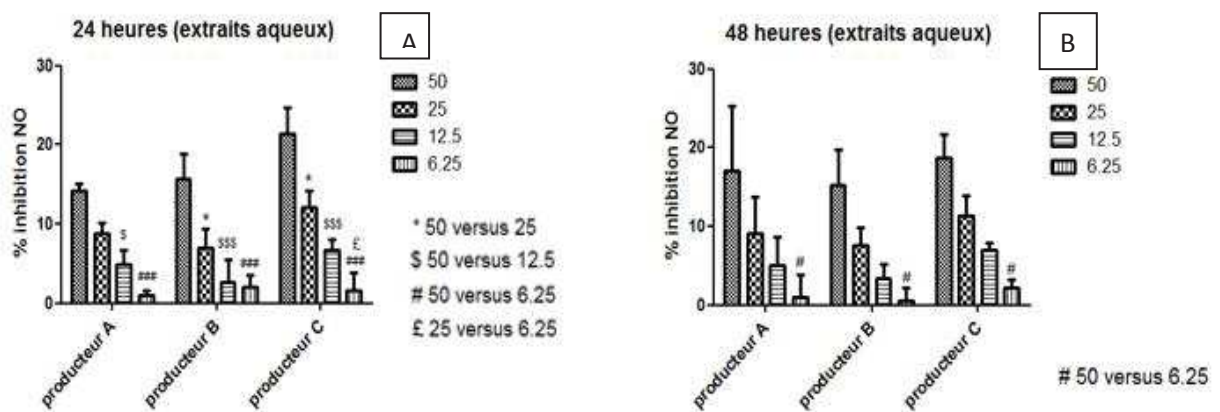 24 heures (extraits aqueux)
A
% inhibition NO
30
20
10
0
$
###
*
$$$
###
*
$$$
£
###
producteur A
producteur B
producteur C
50
25
12.5
6.25
* 50 versus 25
$ 50 versus 12.5
# 50 versus 6.25
£ 25 versus 6.25
48 heures (extraits aqueux)
B
% inhibition NO
30
20
10
0
#
#
#
producteur A
producteur B
producteur C
50
25
12.5
6.25
# 50 versus 6.25